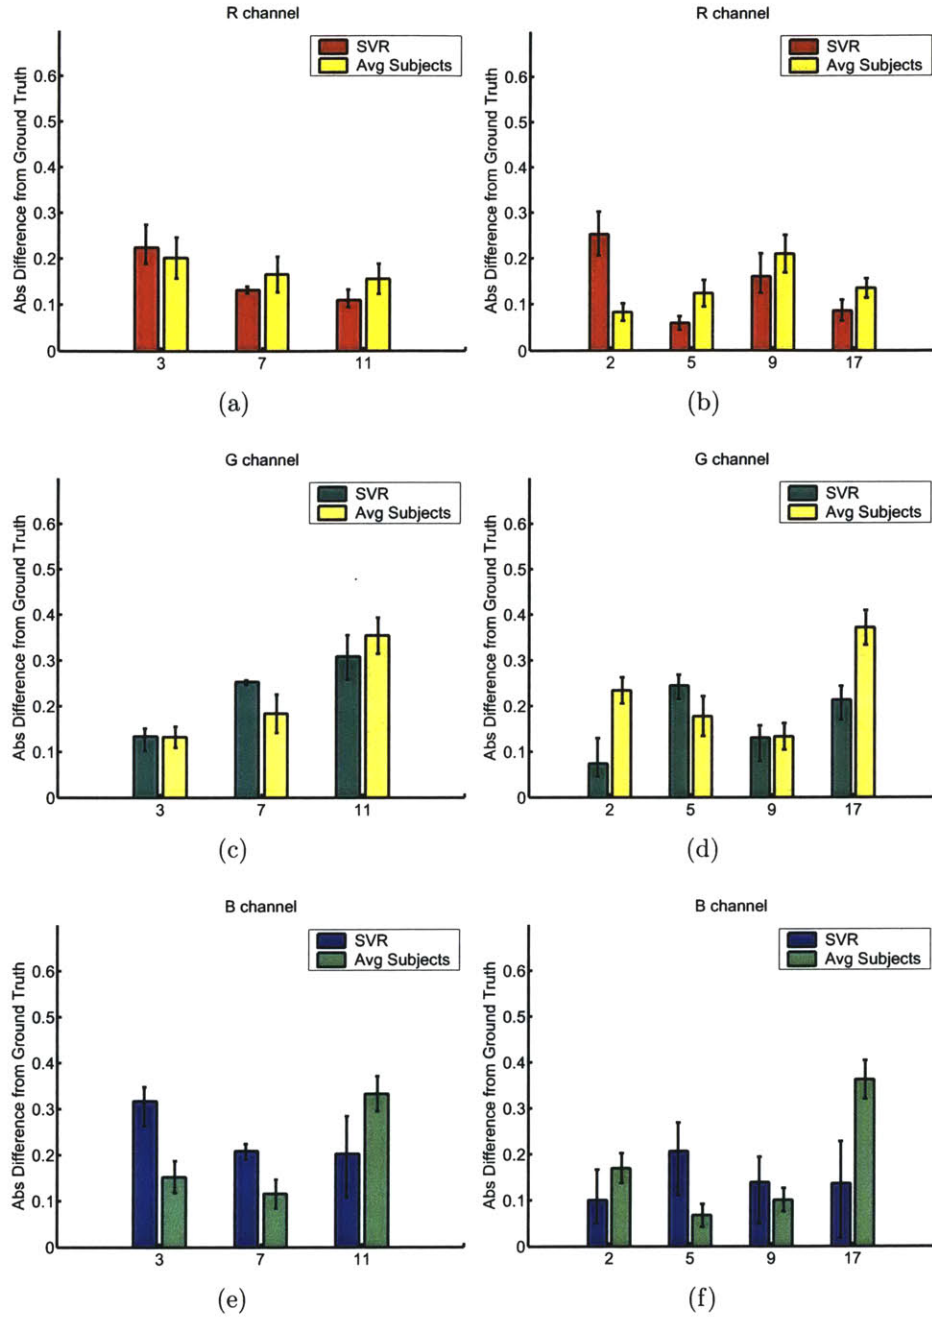 R channel
SVR
Avg Subjects
Abs Difference from Ground Truth
0.6
0.5
0.4
0.3
0.2
0.1
0
3 7 11
(a)
R channel
SVR
Avg Subjects
Abs Difference from Ground Truth
0.6
0.5
0.4
0.3
0.2
0.1
0
2 5 9 17
(b)
G channel
SVR
Avg Subjects
Abs Difference from Ground Truth
0.6
0.5
0.4
0.3
0.2
0.1
0
3 7 11
(c)
G channel
SVR
Avg Subjects
Abs Difference from Ground Truth
0.6
0.5
0.4
0.3
0.2
0.1
0
2 5 9 17
(d)
B channel
SVR
Avg Subjects
Abs Difference from Ground Truth
0.6
0.5
0.4
0.3
0.2
0.1
0
3 7 11
(e)
B channel
SVR
Avg Subjects
Abs Difference from Ground Truth
0.6
0.5
0.4
0.3
0.2
0.1
0
2 5 9 17
(f)